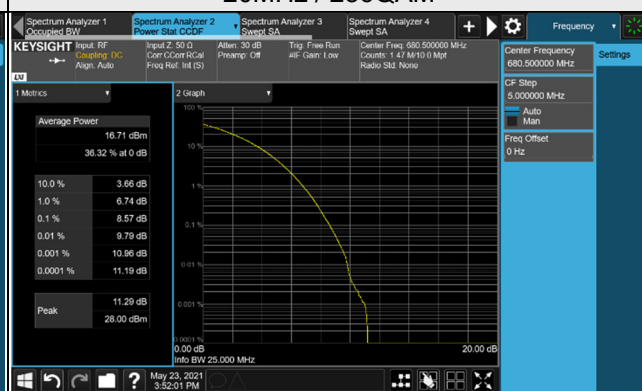 20MHz / 256QAM
Spectrum Analyzer 1
Occupied BW
Spectrum Analyzer 2
Power Stat CCDF
Spectrum Analyzer 3
Swept SA
Spectrum Analyzer 4
Swept SA
Frequency
KEYSIGHT
Input: RF
Coupling: DC
Align: Auto
Input Z: 50 Ω
Corr CCorr RCal
Freq Ref: Int (S)
Atten: 30 dB
Preamp: Off
Trig: Free Run
#IF Gain: Low
Center Freq: 680.500000 MHz
Counts: 1.47 M/10.0 Mpt
Radio Std: None
LXI
Center Frequency
680.500000 MHz
Settings
CF Step
5.000000 MHz
Auto
Man
Freq Offset
0 Hz
1 Metrics
2 Graph
Average Power
16.71 dBm
36.32 % at 0 dB
10.0 % 3.66 dB
1.0 % 6.74 dB
0.1 % 8.57 dB
0.01 % 9.79 dB
0.001 % 10.96 dB
0.0001 % 11.19 dB
Peak
11.29 dB
28.00 dBm
100 %
10 %
1 %
0.1 %
0.01 %
0.001 %
0.0001 %
0.00 dB
20.00 dB
Info BW 25.000 MHz
May 23, 2021
3:52:01 PM